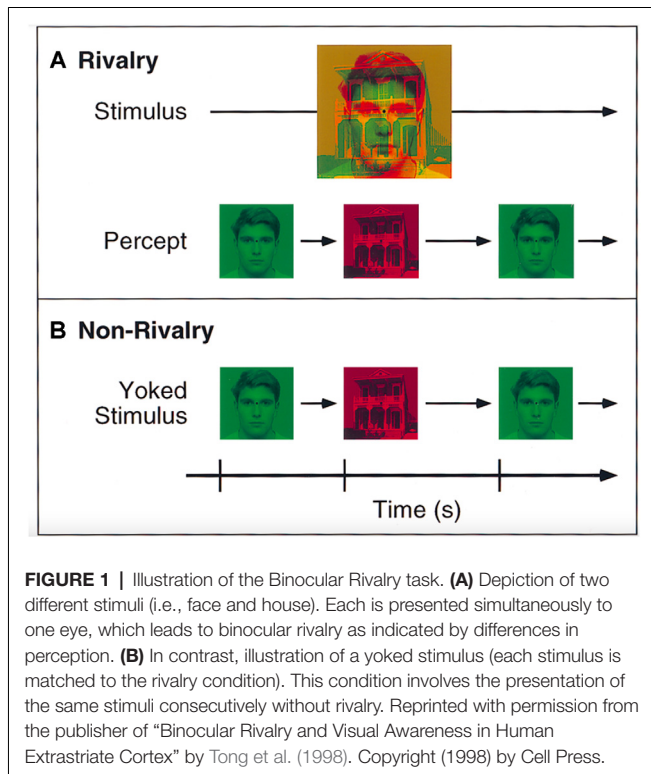 A Rivalry
Stimulus
Percept
B Non-Rivalry
Yoked
Stimulus
Time (s)
FIGURE 1 | Illustration of the Binocular Rivalry task. (A) Depiction of two
different stimuli (i.e., face and house). Each is presented simultaneously to
one eye, which leads to binocular rivalry as indicated by differences in
perception. (B) In contrast, illustration of a yoked stimulus (each stimulus is
matched to the rivalry condition). This condition involves the presentation of
the same stimuli consecutively without rivalry. Reprinted with permission from
the publisher of “Binocular Rivalry and Visual Awareness in Human
Extrastriate Cortex” by Tong et al. (1998). Copyright (1998) by Cell Press.